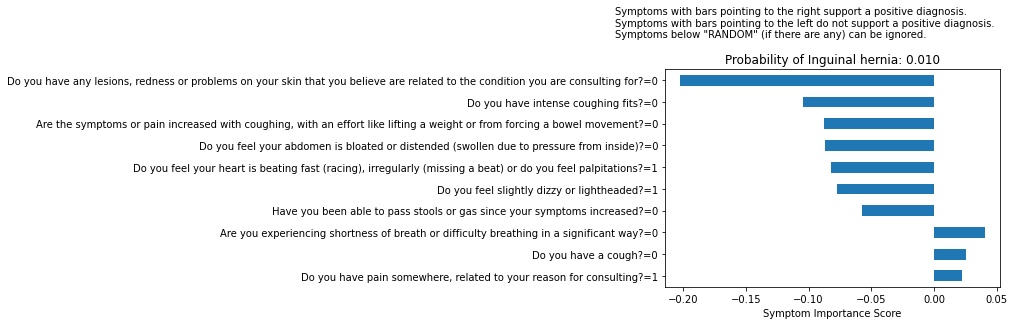 Symptoms with bars pointing to the right support a positive diagnosis.
Symptoms with bars pointing to the left do not support a positive diagnosis.
Symptoms below "RANDOM" (if there are any) can be ignored.
Probability of Inguinal hernia: 0.010
Do you have any lesions, redness or problems on your skin that you believe are related to the condition you are consulting for?=0
Do you have intense coughing fits?=0
Are the symptoms or pain increased with coughing, with an effort like lifting a weight or from forcing a bowel movement?=0
Do you feel your abdomen is bloated or distended (swollen due to pressure from inside)?=0
Do you feel your heart is beating fast (racing), irregularly (missing a beat) or do you feel palpitations?=1
Do you feel slightly dizzy or lightheaded?=1
Have you been able to pass stools or gas since your symptoms increased?=0
Are you experiencing shortness of breath or difficulty breathing in a significant way?=0
Do you have a cough?=0
Do you have pain somewhere, related to your reason for consulting?=1
−0.20 −0.15 −0.10 −0.05 0.00 0.05
Symptom Importance Score